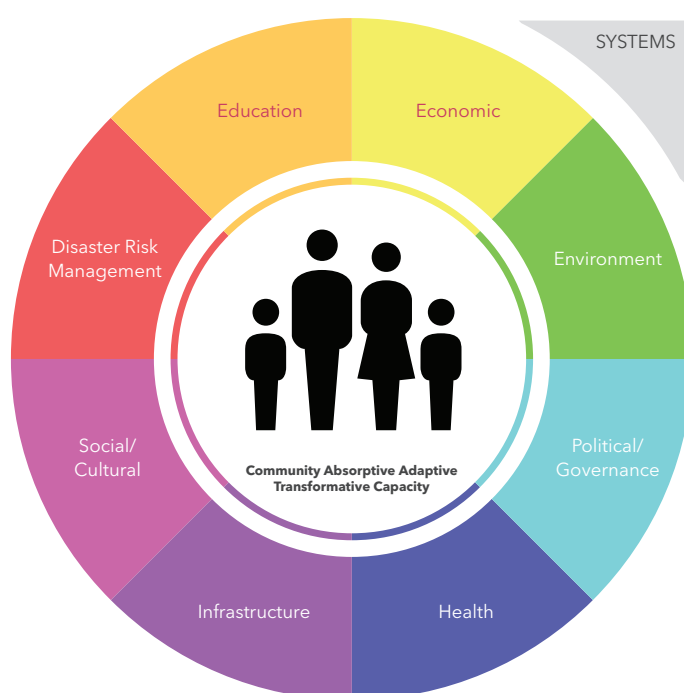 SYSTEMS
Education
Economic
Disaster Risk
Management
Environment
Social/
Cultural
Political/
Governance
Community Absorptive Adaptive
Transformative Capacity
Infrastructure
Health